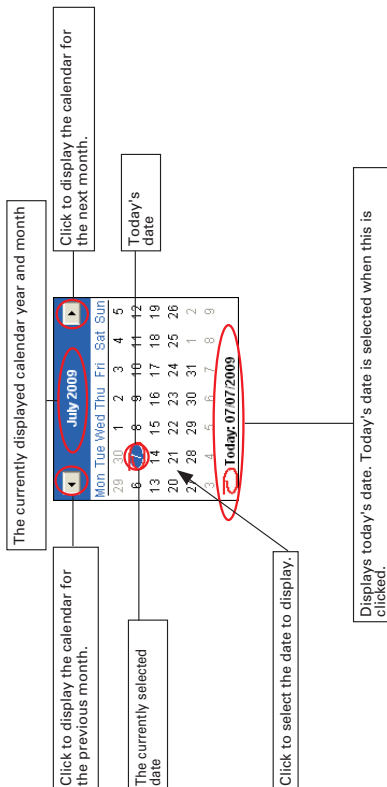 The currently displayed calendar year and month
Click to display the calendar for
the previous month.
Click to display the calendar for
the next month.
July 2009
Mon Tue Wed Thu Fri Sat Sun
29 30 1 2 3 4 5
6 7 8 9 10 11 12
13 14 15 16 17 18 19
20 21 22 23 24 25 26
27 28 29 30 31 1 2
3 4 5 6 7 8 9
Today: 07/07/2009
The currently selected
date
Today's
date
Click to select the date to display.
Displays today's date. Today's date is selected when this is
clicked.